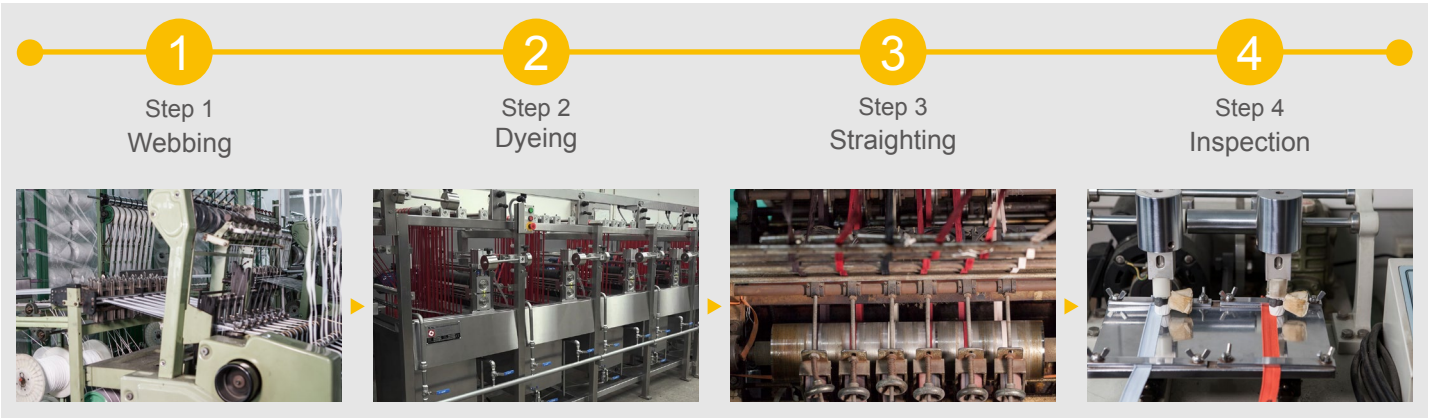 1
Step 1
Webbing
2
Step 2
Dyeing
3
Step 3
Straighting
4
Step 4
Inspection